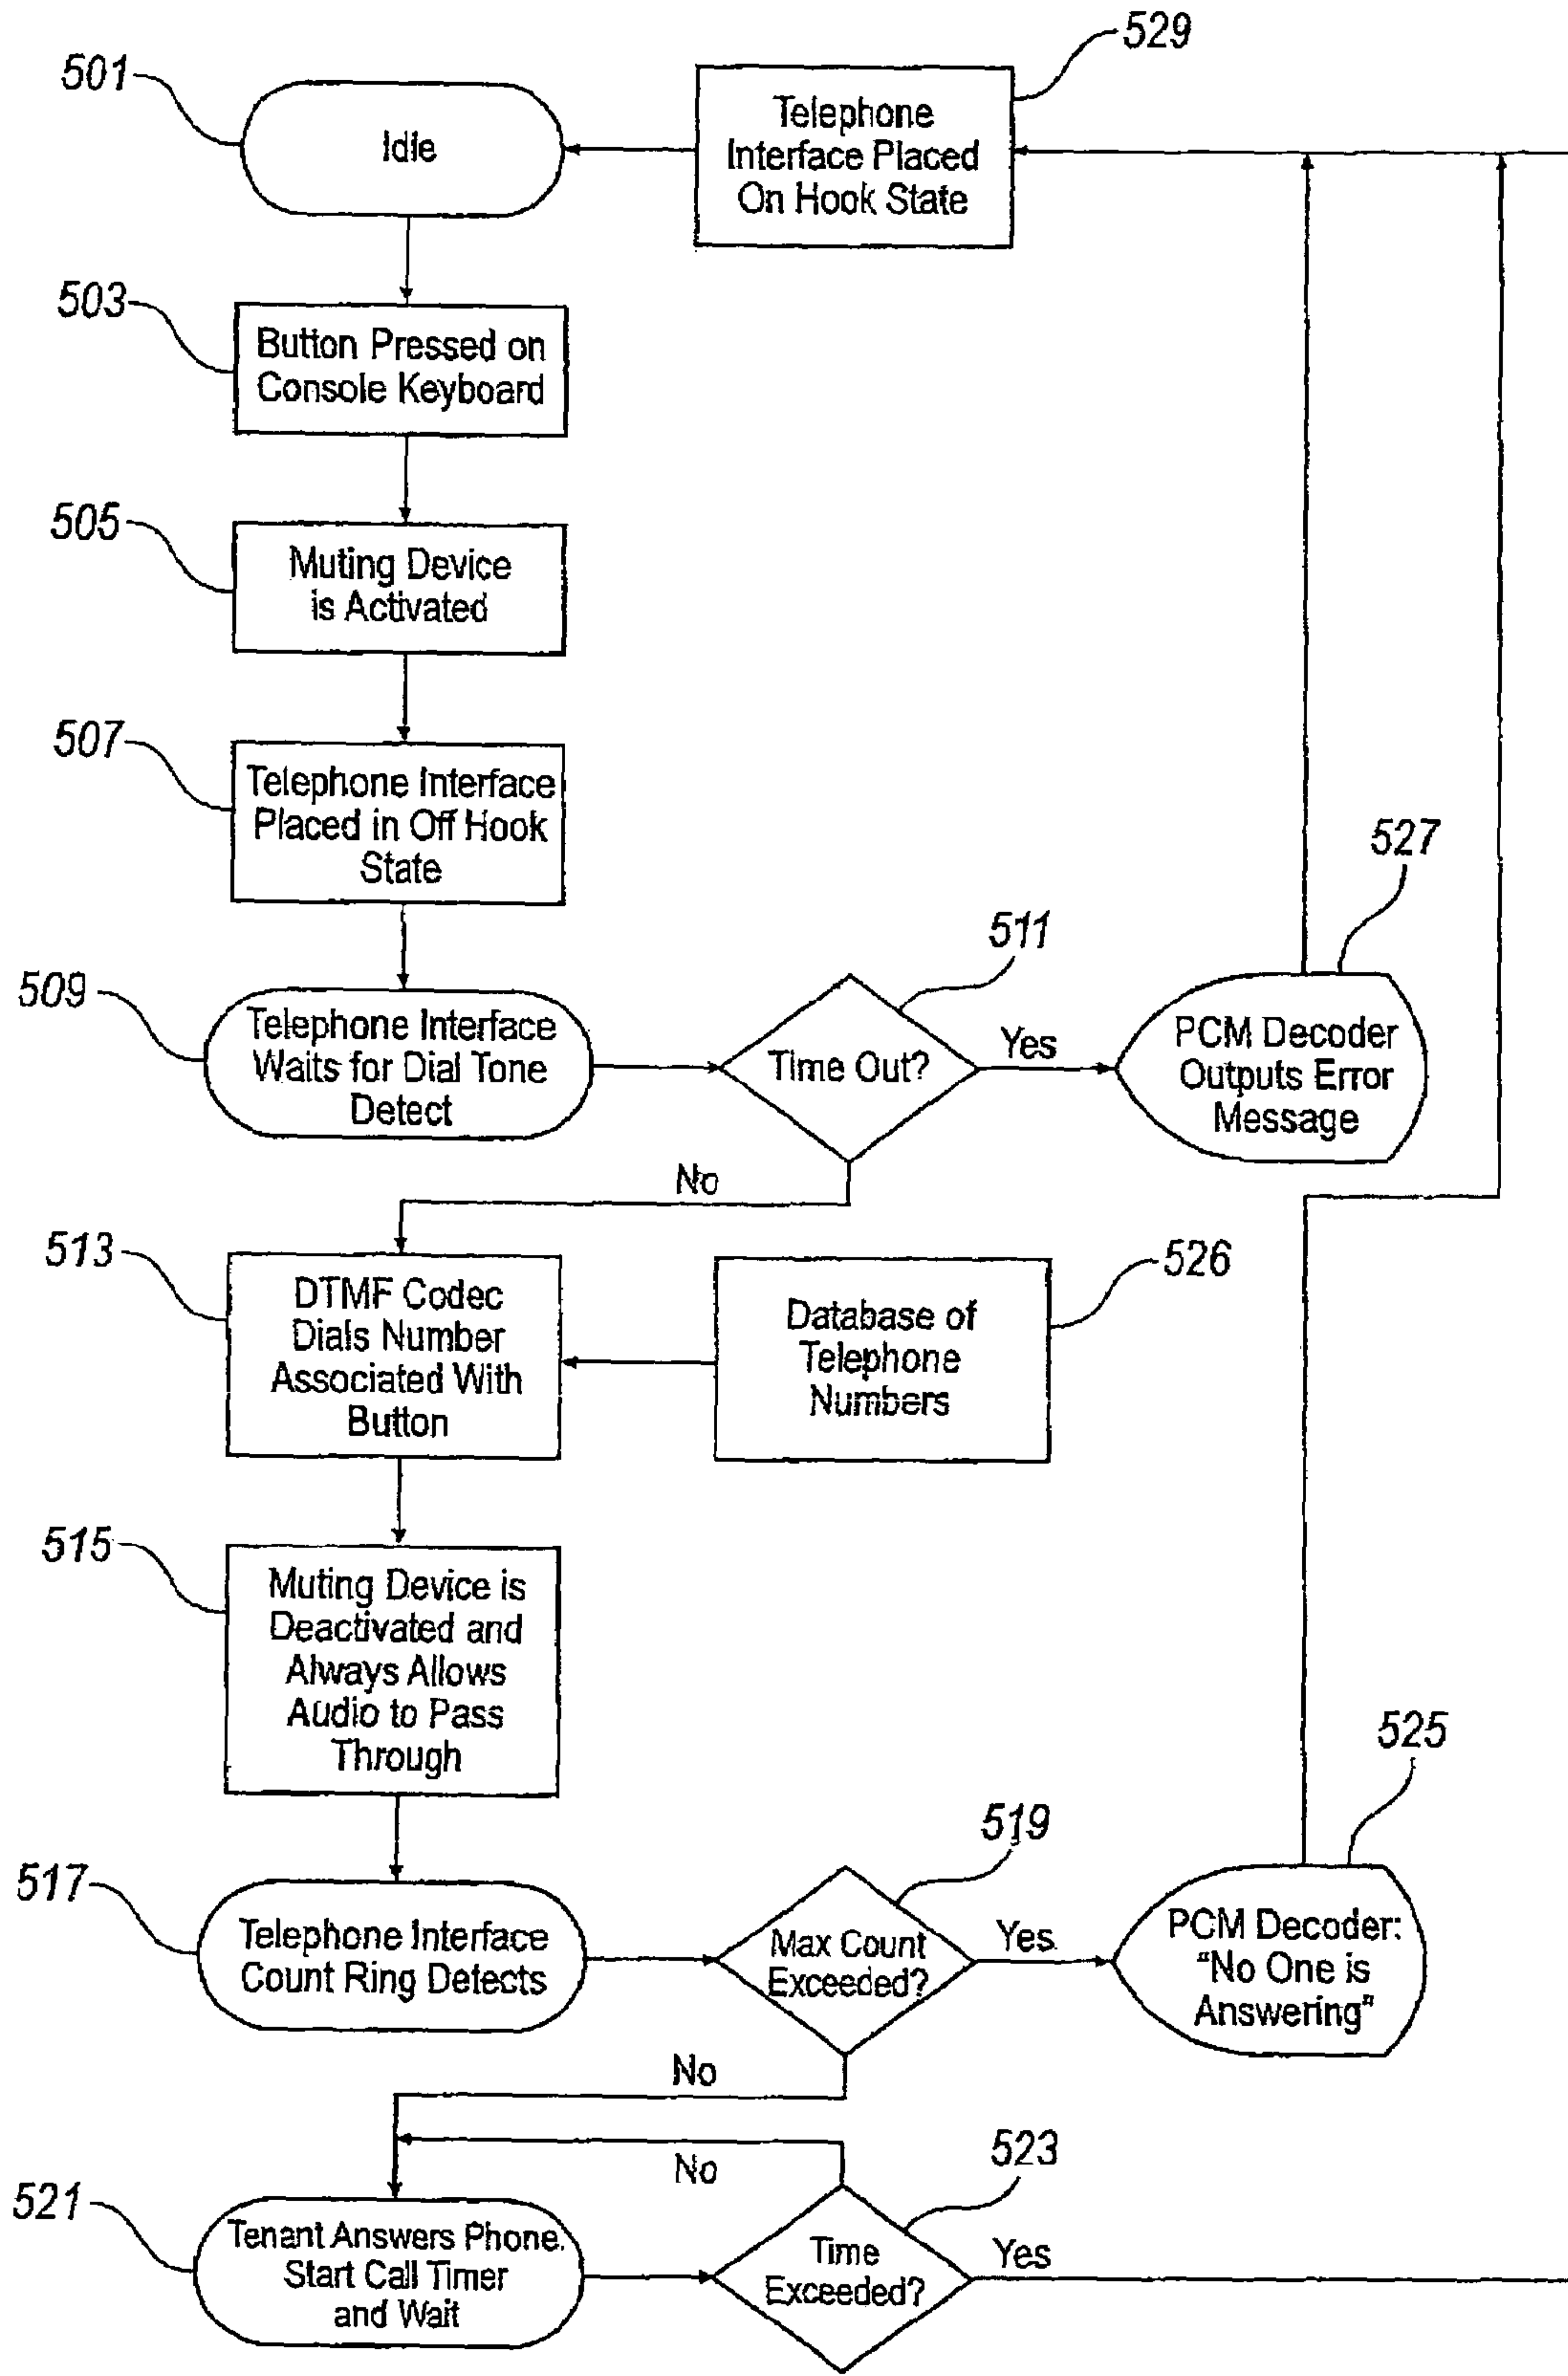 529
501
Idle
Telephone
Interface Placed
On Hook State
503
Button Pressed on
Console Keyboard
505
Muting Device
is Activated
507
Telephone Interface
Placed in Off Hook
State
527
511
509
Telephone Interface
Waits for Dial Tone
Detect
Time Out?
Yes
PCM Decoder
Outputs Error
Message
No
513
DTMF Codec
Dials Number
Associated With
Button
526
Database of
Telephone
Numbers
515
Muting Device is
Deactivated and
Always Allows
Audio to Pass
Through
525
519
517
Telephone Interface
Count Ring Detects
Max Count
Exceeded?
Yes
PCM Decoder:
"No One is
Answering"
No
No
523
521
Tenant Answers Phone.
Start Call Timer
and Wait
Time
Exceeded?
Yes